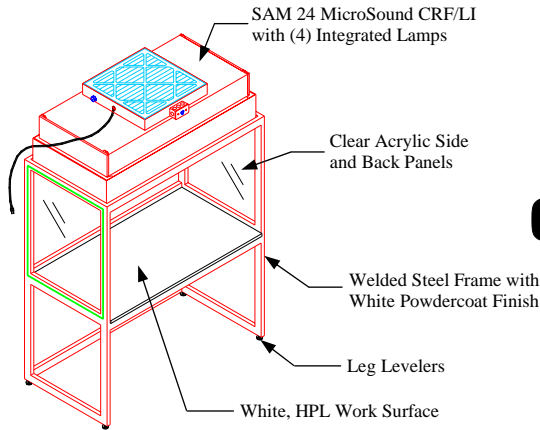 SAM 24 MicroSound CRF/LI
with (4) Integrated Lamps
Clear Acrylic Side
and Back Panels
Welded Steel Frame with
White Powdercoat Finish
Leg Levelers
White, HPL Work Surface